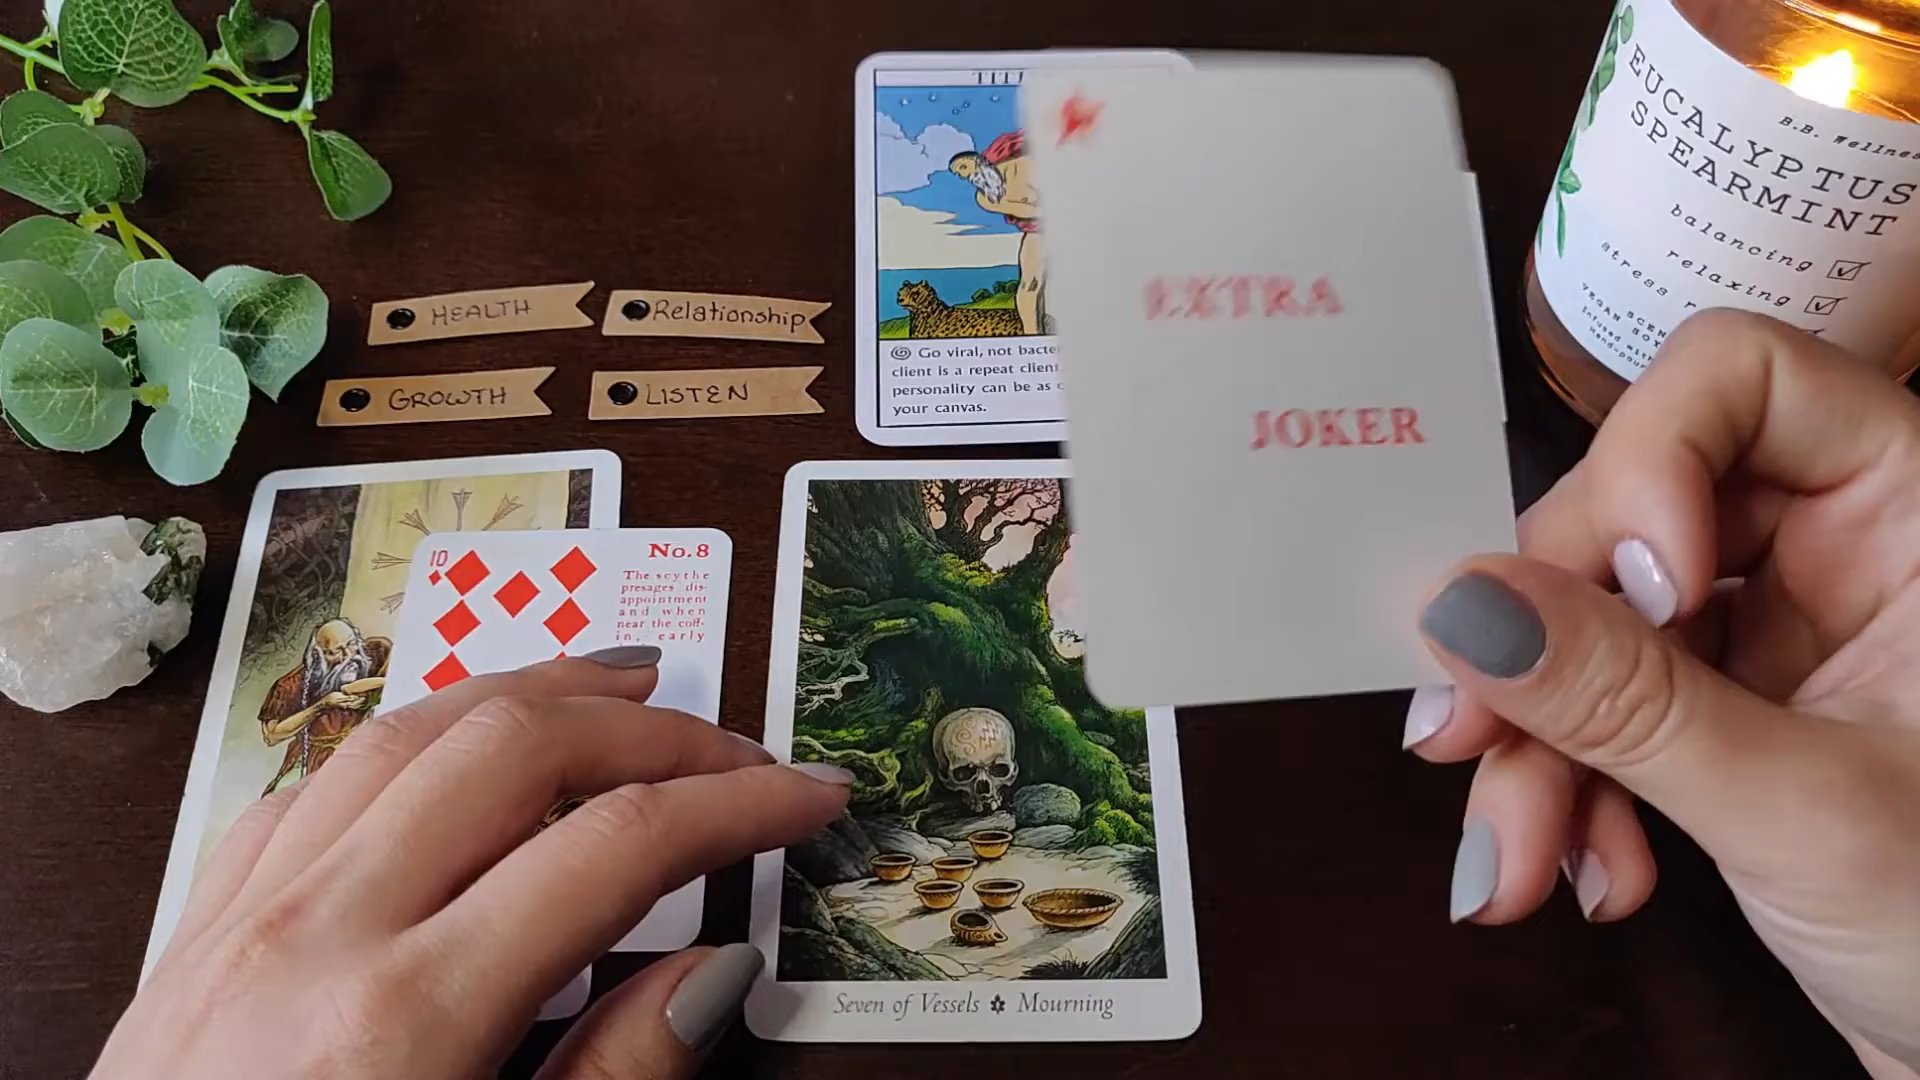 EUCALYPTUS
SPEARMINT
B.B. Wellness
balancing
relaxing
stress
VEGAN
EXTRA
JOKER
HEALTH
Relationship
GROWTH
LISTEN
Go viral, not
client is a repeat client
personality can be as
your canvas.
10
No. 8
The scythe
presages dis-
appointment
and when
near the coff-
in, early
Seven of Vessels Mourning